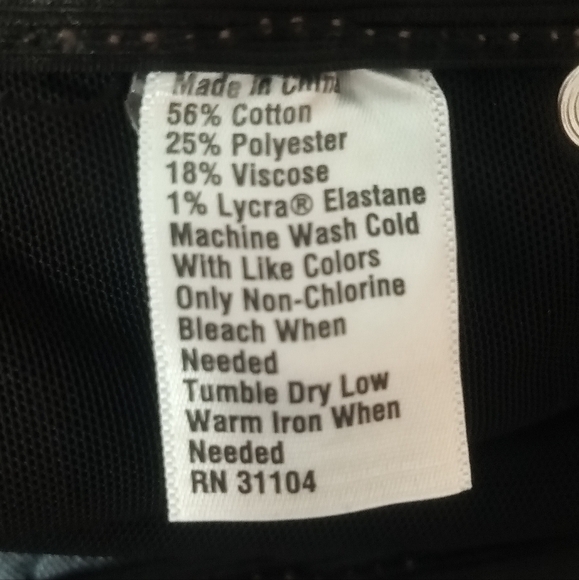 Made in China
56% Cotton
25% Polyester
18% Viscose
1% Lycra® Elastane
Machine Wash Cold
With Like Colors
Only Non-Chlorine
Bleach When
Needed
Tumble Dry Low
Warm Iron When
Needed
RN 31104